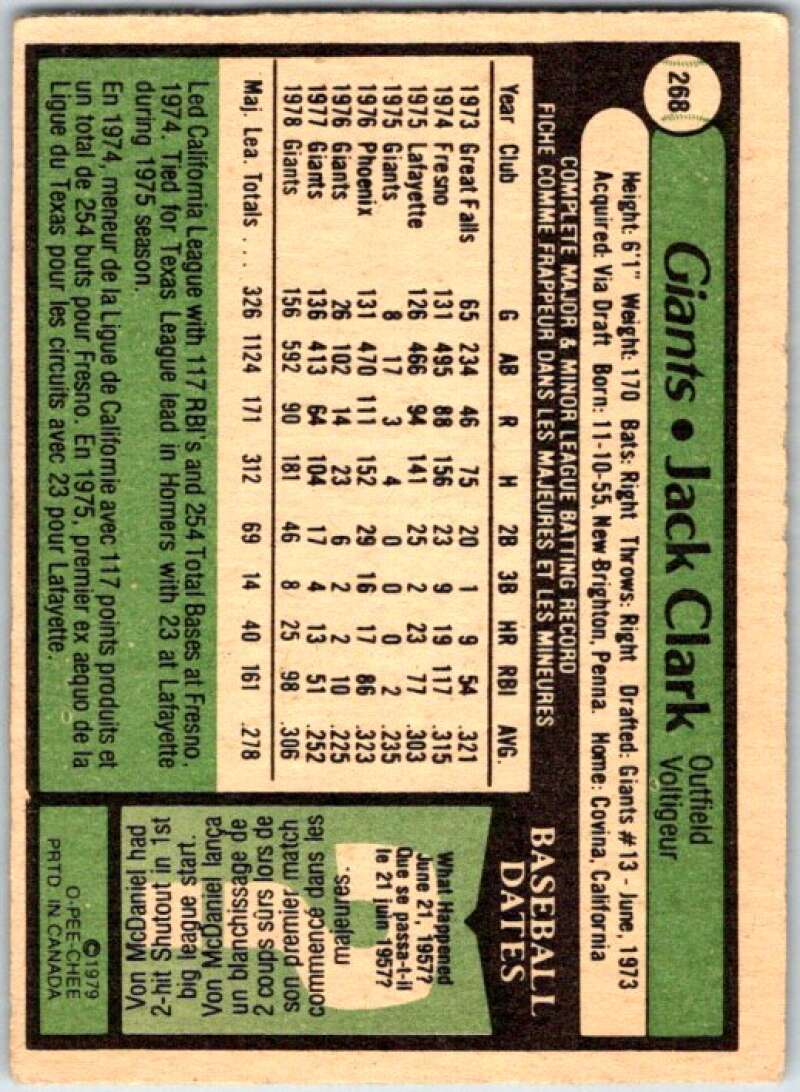 268
Giants • Jack Clark
Outfield
Voltigeur
Height: 6'1" Weight: 170 Bats: Right Throws: Right Drafted: Giants #13 - June, 1973
Acquired: Via Draft Born: 11-10-55, New Brighton, Penna. Home: Covina, California
COMPLETE MAJOR & MINOR LEAGUE BATTING RECORD
FICHE COMME FRAPPEUR DANS LES MAJEURES ET LES MINEURES
Year Club G AB R H 2B 3B HR RBI AVG.
1973 Great Falls 65 234 46 75 20 1 9 54 .321
1974 Fresno 131 495 88 156 23 9 19 117 .315
1975 Lafayette 126 466 94 141 25 2 23 77 .303
1975 Giants 8 17 3 4 0 0 0 2 .235
1976 Phoenix 131 470 111 152 29 16 17 86 .323
1976 Giants 26 102 14 23 6 2 2 10 .225
1977 Giants 136 413 64 104 17 4 13 51 .252
1978 Giants 156 592 90 181 46 8 25 98 .306
Maj. Lea. Totals .... 326 1124 171 312 69 14 40 161 .278
Led California League with 117 RBI's and 254 Total Bases at Fresno,
1974. Tied for Texas League lead in Homers with 23 at Lafayette
during 1975 season.
En 1974, meneur de la Ligue de Californie avec 117 points produits et
un total de 254 buts pour Fresno. En 1975, premier ex aequo de la
Ligue du Texas pour les circuits avec 23 pour Lafayette.
BASEBALL
DATES
What Happened
June 21, 1957?
Que se passa-t-il
le 21 juin 1957?
Von McDaniel had
2-hit Shutout in 1st
big league start.
Von McDaniel lança
un blanchissage de
2 coups sûrs lors de
son premier match
commencé dans les
majeures.
©1979
O-PEE-CHEE
PRTD IN CANADA